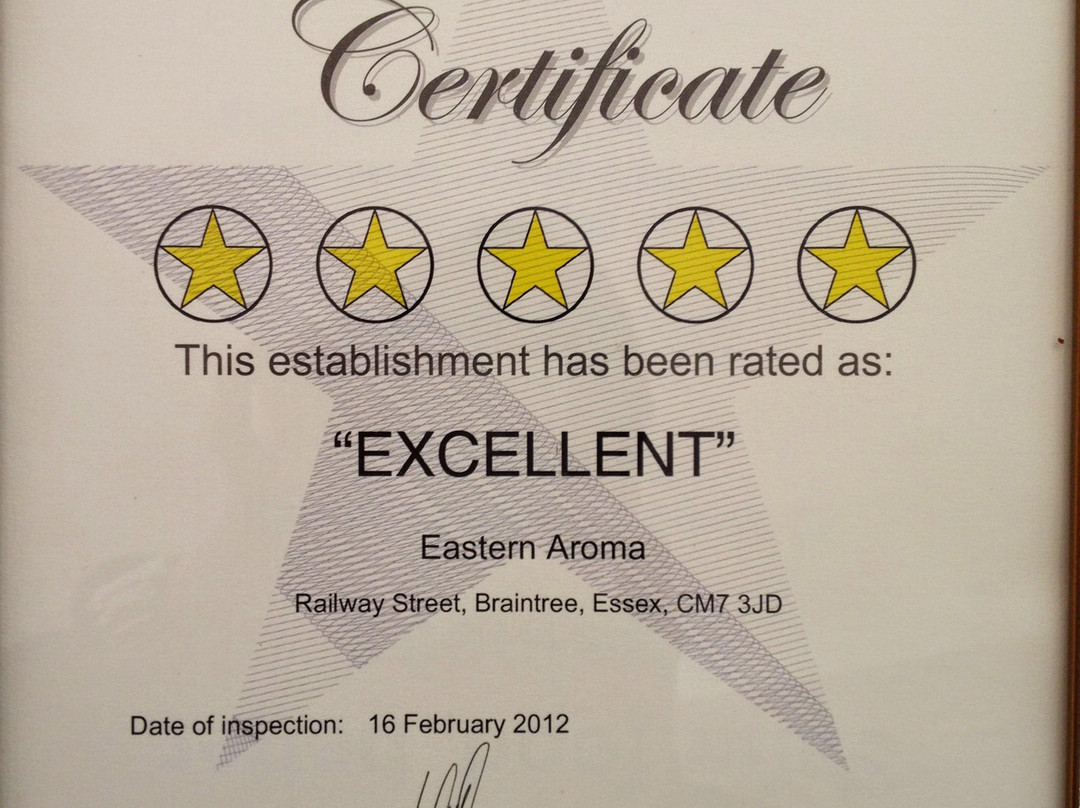 Certificate
This establishment has been rated as:
“EXCELLENT”
Eastern Aroma
Railway Street, Braintree, Essex, CM7 3JD
Date of inspection: 16 February 2012